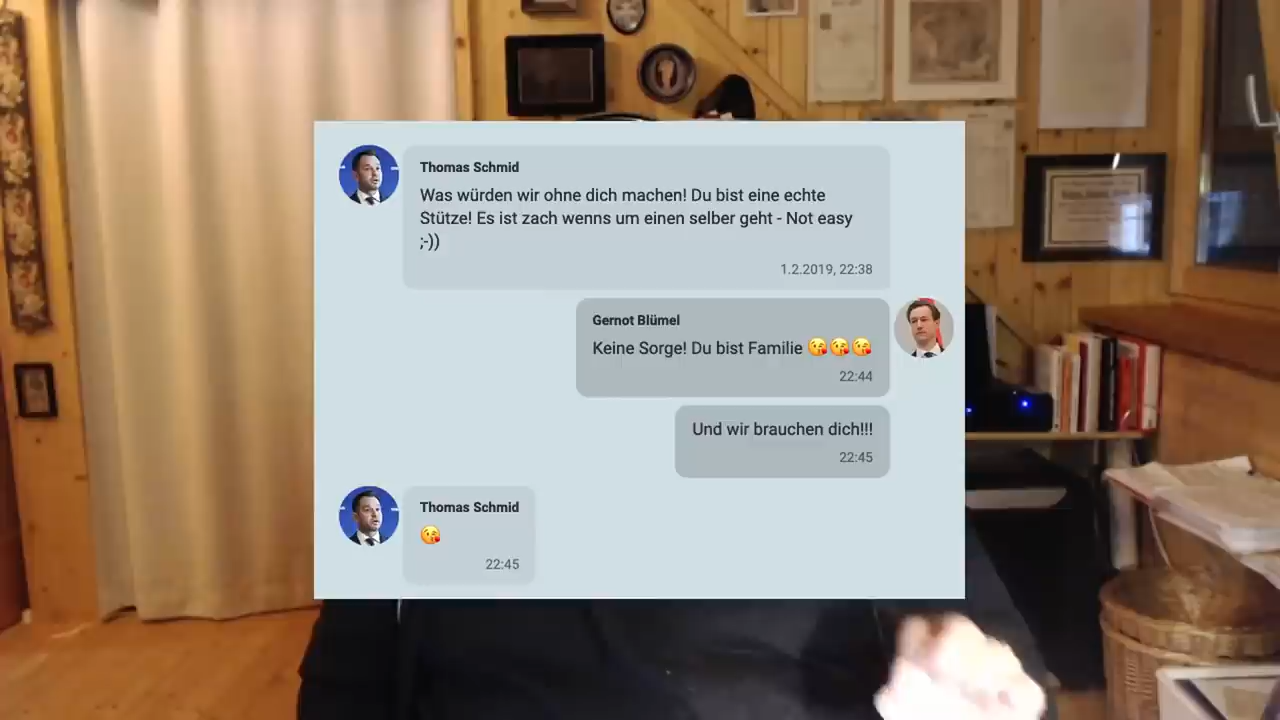 Thomas Schmid
Was würden wir ohne dich machen! Du bist eine echte
Stütze! Es ist zach wenns um einen selber geht - Not easy
;-))
1.2.2019, 22:38
Gernot Blümel
Keine Sorge! Du bist Familie 😘😘😘
22:44
Und wir brauchen dich!!!
22:45
Thomas Schmid
😘
22:45